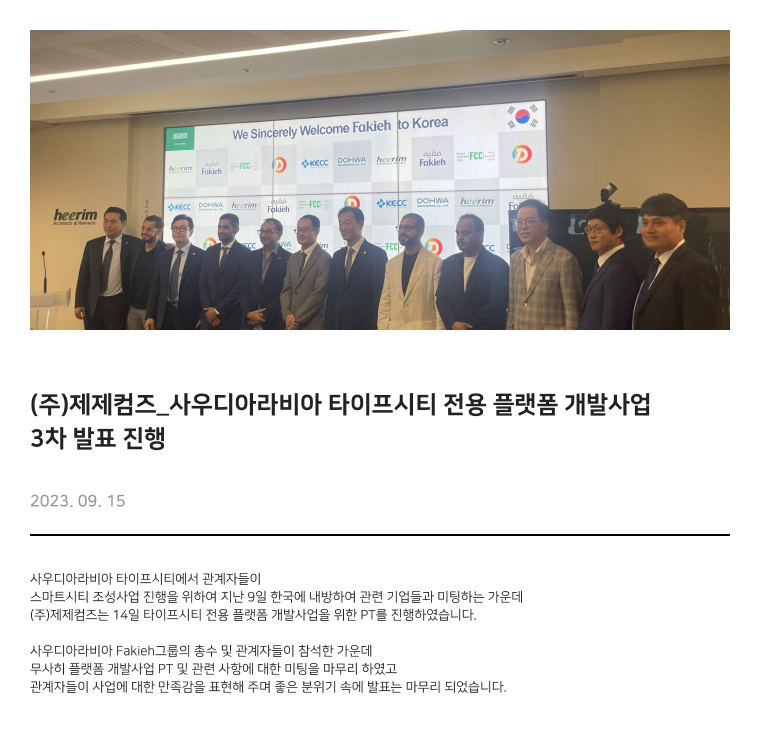 We Sincerely Welcome Fakieh to Korea
heerim
فقيه
Fakieh
FCC
KECC
DOHWA
heerim
فقيه
Fakieh
FCC
KECC
DOHWA
heerim
فقيه
Fakieh
KECC
DOHWA
heerim
فقيه
Fakieh
heerim
Architects & Planners
KECC
DOHWA
FCC
(주)제제컴즈_사우디아라비아 타이프시티 전용 플랫폼 개발사업
3차 발표 진행
2023. 09. 15
사우디아라비아 타이프시티에서 관계자들이
스마트시티 조성사업 진행을 위하여 지난 9일 한국에 내방하여 관련 기업들과 미팅하는 가운데
(주)제제컴즈는 14일 타이프시티 전용 플랫폼 개발사업을 위한 PT를 진행하였습니다.
사우디아라비아 Fakieh그룹의 총수 및 관계자들이 참석한 가운데
무사히 플랫폼 개발사업 PT 및 관련 사항에 대한 미팅을 마무리 하였고
관계자들이 사업에 대한 만족감을 표현해 주며 좋은 분위기 속에 발표는 마무리 되었습니다.